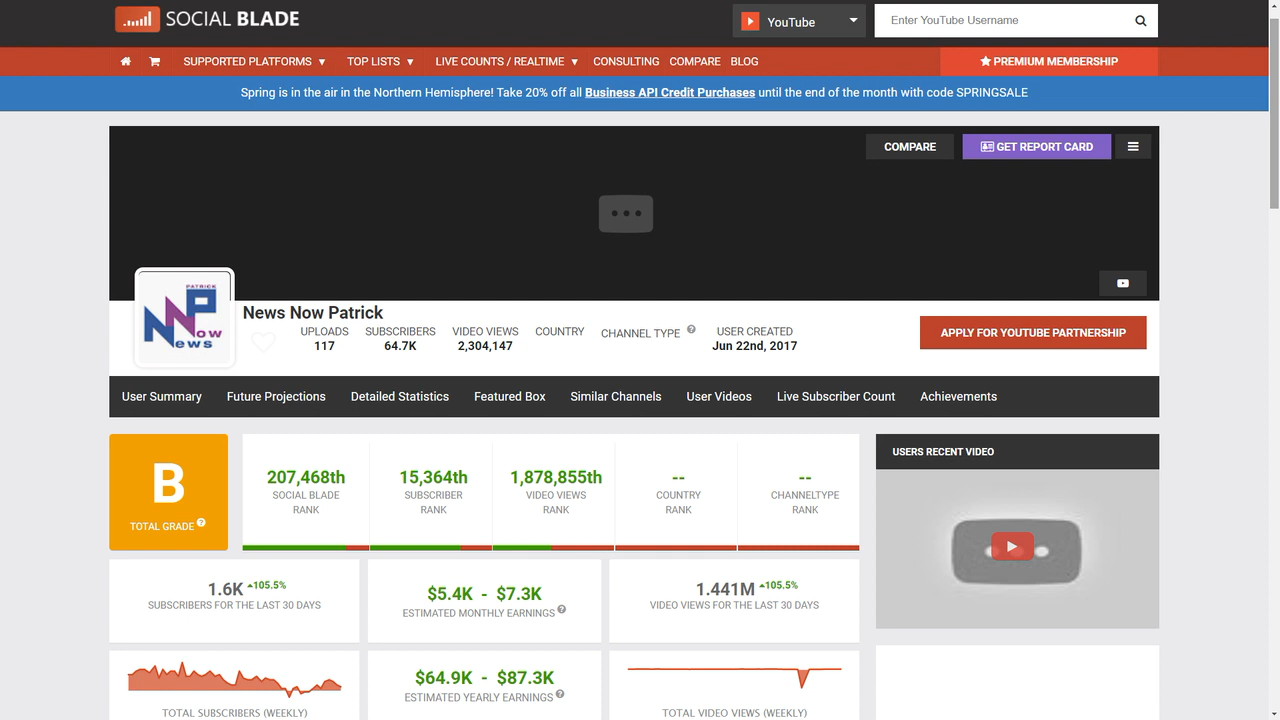 SOCIAL BLADE
YouTube
Enter YouTube Username
SUPPORTED PLATFORMS
TOP LISTS
LIVE COUNTS / REALTIME
CONSULTING
COMPARE
BLOG
PREMIUM MEMBERSHIP
Spring is in the air in the Northern Hemisphere! Take 20% off all Business API Credit Purchases until the end of the month with code SPRINGSALE
COMPARE
GET REPORT CARD
PATRICK
NNP
News Now
News Now Patrick
UPLOADS
117
SUBSCRIBERS
64.7K
VIDEO VIEWS
2,304,147
COUNTRY
CHANNEL TYPE ?
USER CREATED
Jun 22nd, 2017
APPLY FOR YOUTUBE PARTNERSHIP
User Summary
Future Projections
Detailed Statistics
Featured Box
Similar Channels
User Videos
Live Subscriber Count
Achievements
B
TOTAL GRADE ?
207,468th
SOCIAL BLADE
RANK
15,364th
SUBSCRIBER
RANK
1,878,855th
VIDEO VIEWS
RANK
--
COUNTRY
RANK
--
CHANNELTYPE
RANK
USERS RECENT VIDEO
1.6K 105.5%
SUBSCRIBERS FOR THE LAST 30 DAYS
$5.4K - $7.3K
ESTIMATED MONTHLY EARNINGS ?
1.441M 105.5%
VIDEO VIEWS FOR THE LAST 30 DAYS
TOTAL SUBSCRIBERS (WEEKLY)
$64.9K - $87.3K
ESTIMATED YEARLY EARNINGS ?
TOTAL VIDEO VIEWS (WEEKLY)